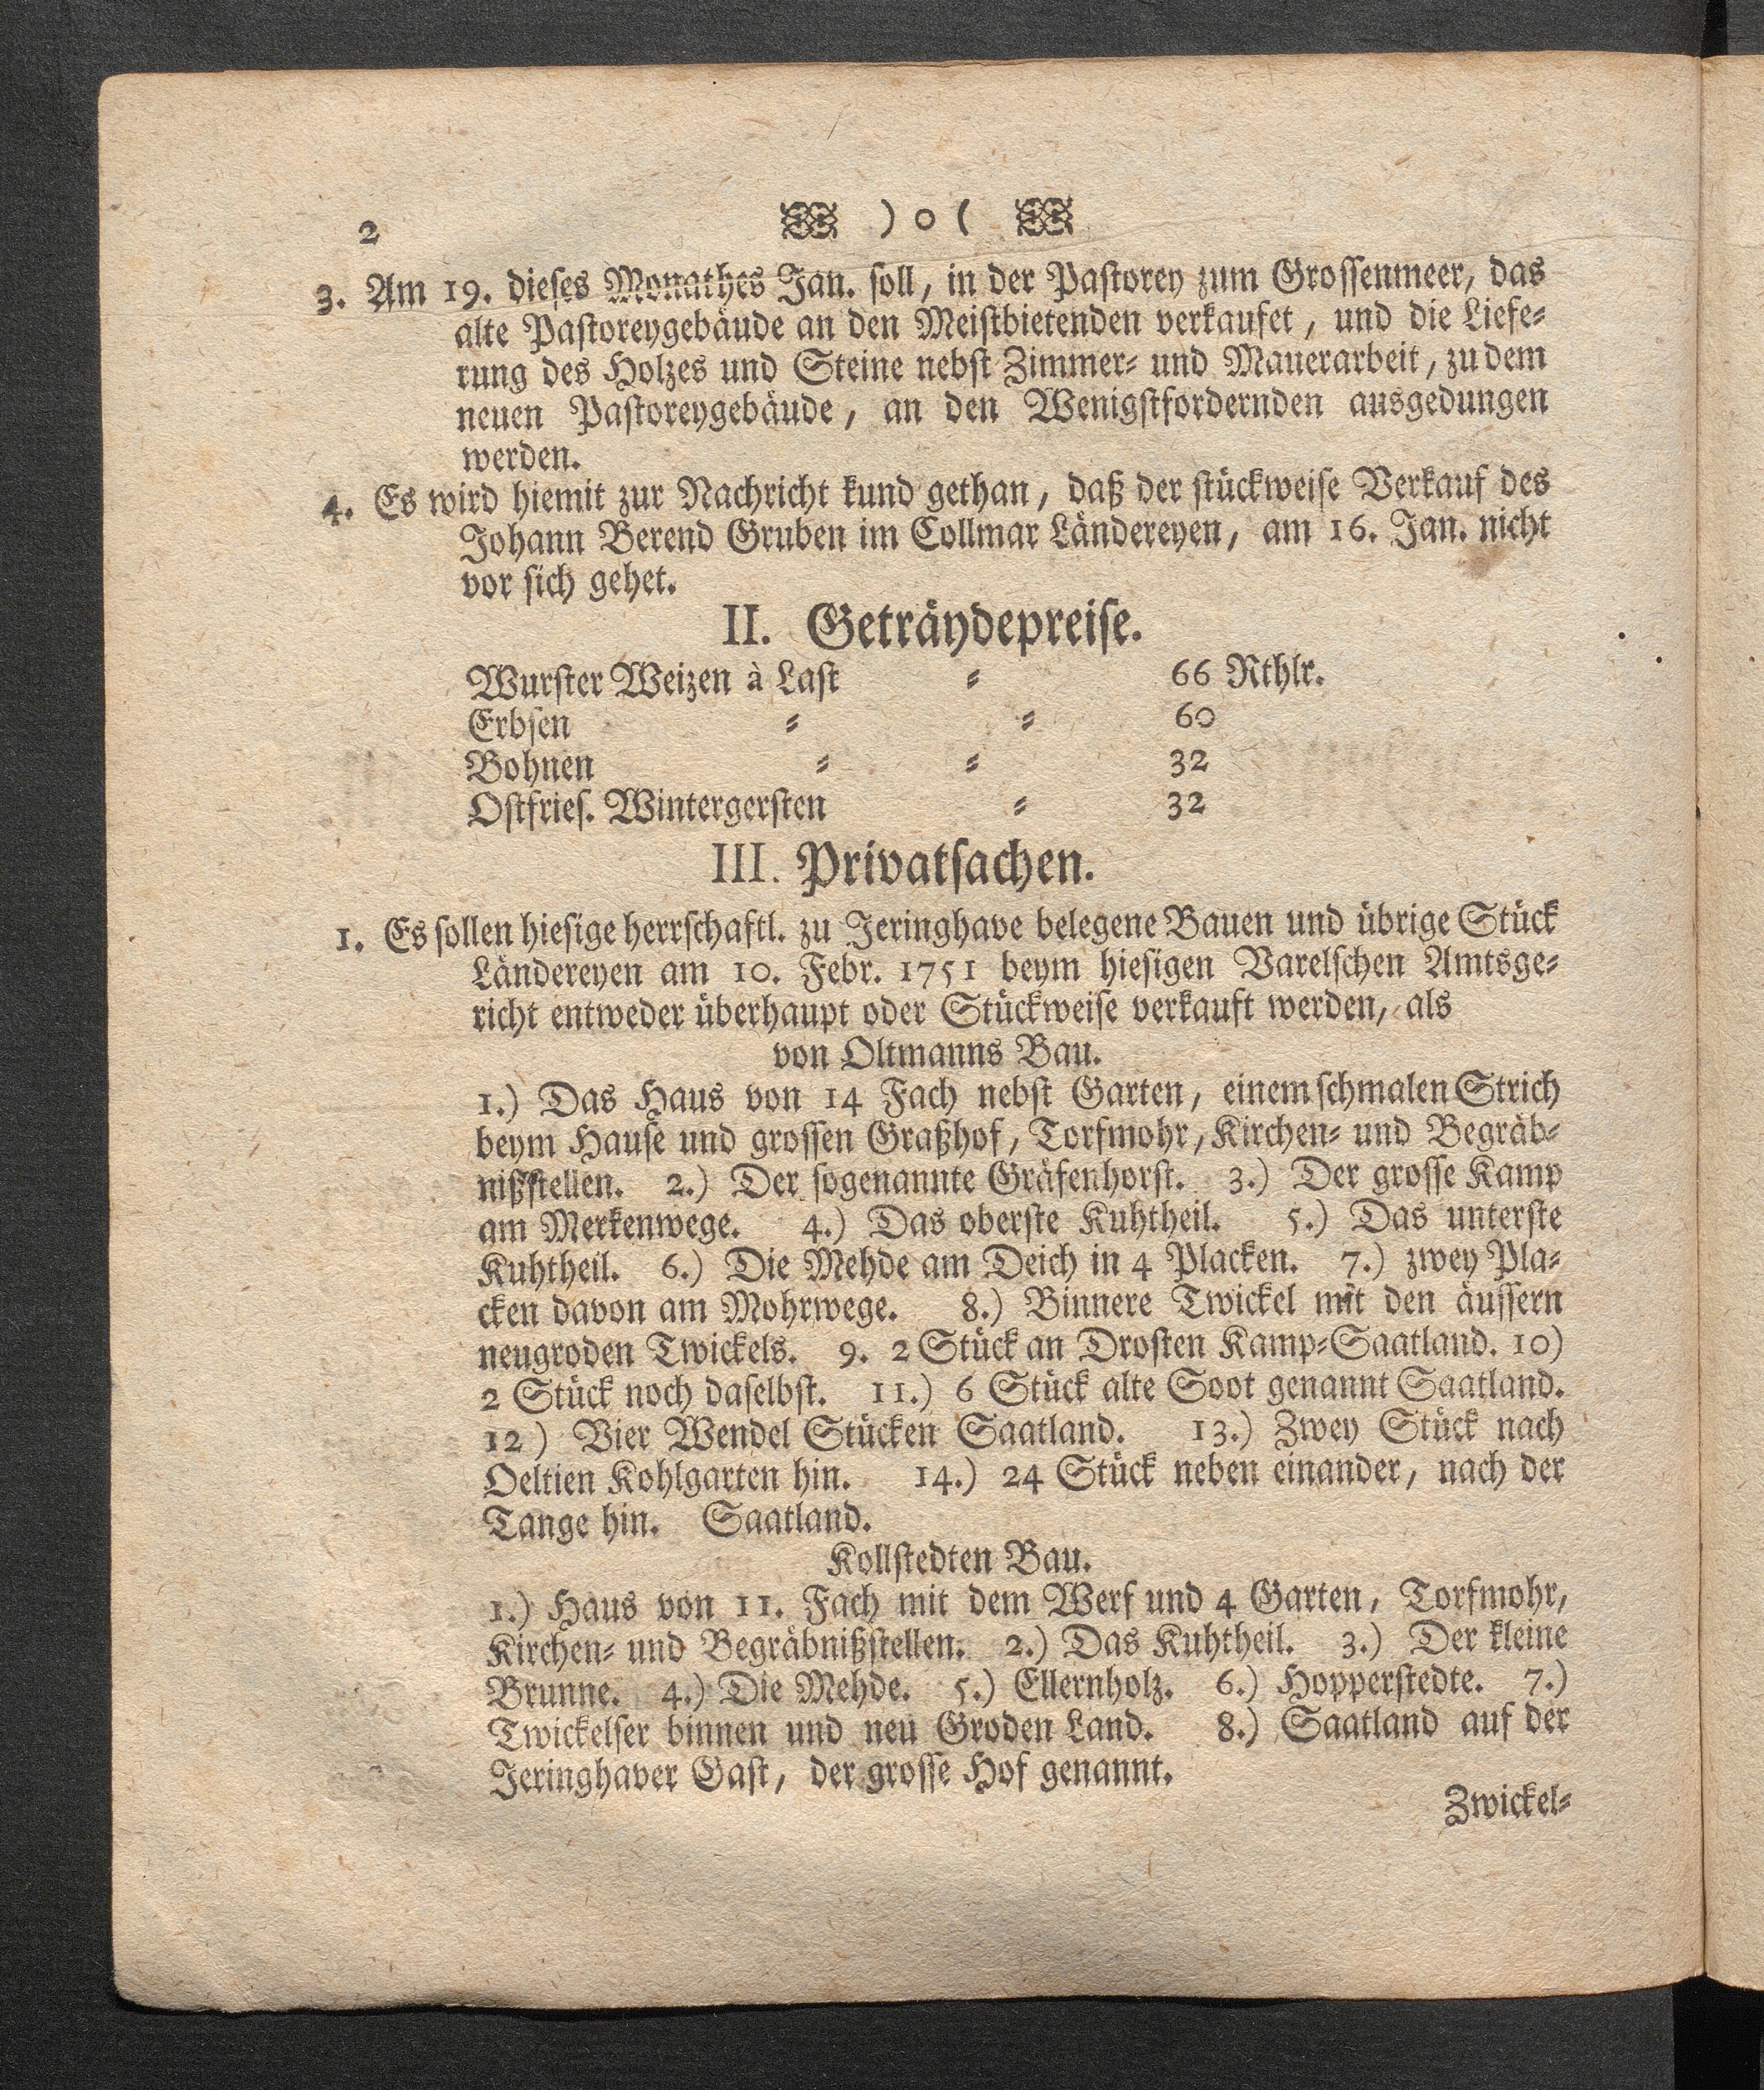 2 ) o (
3. Am 19. dieses Monathes Jan. soll, in der Pastorey zum Grossenmeer, das
alte Pastoreygebäude an den Meistbietenden verkaufet, und die Liefe-
rung des Holzes und Steine nebst Zimmer- und Mauerarbeit, zu dem
neuen Pastoreygebäude, an den Wenigstfordernden ausgedungen
werden.
4. Es wird hiemit zur Nachricht kund gethan, daß der stückweise Verkauf des
Johann Berend Gruben im Collmar Ländereyen, am 16. Jan. nicht
vor sich gehet.
II. Geträydepreise.
Wurster Weizen à Last - 66 Rthlr.
Erbsen - - 60
Bohnen - - 32
Ostfries. Wintergersten - 32
III. Privatsachen.
1. Es sollen hiesige herrschaftl. zu Jeringhave belegene Bauen und übrige Stück
Ländereyen am 10. Febr. 1751 beym hiesigen Varelschen Amtsge-
richt entweder überhaupt oder Stückweise verkauft werden, als
von Oltmanns Bau.
1.) Das Haus von 14 Fach nebst Garten, einem schmalen Strich
beym Hause und grossen Graßhof, Torfmohr, Kirchen- und Begräb-
nißstellen. 2.) Der sogenannte Gräfenhorst. 3.) Der grosse Kamp
am Merkenwege. 4.) Das oberste Kuhtheil. 5.) Das unterste
Kuhtheil. 6.) Die Mehde am Deich in 4 Placken. 7.) zwey Pla-
cken davon am Mohrwege. 8.) Binnere Twickel mit den äussern
neugroden Twickels. 9. 2 Stück an Drosten Kamp-Saatland. 10)
2 Stück noch daselbst. 11.) 6 Stück alte Soot genannt Saatland.
12) Vier Wendel Stücken Saatland. 13.) Zwey Stück nach
Oeltien Kohlgarten hin. 14.) 24 Stück neben einander, nach der
Tange hin. Saatland.
Kollstedten Bau.
1.) Haus von 11. Fach mit dem Werf und 4 Garten, Torfmohr,
Kirchen- und Begräbnißstellen. 2.) Das Kuhtheil. 3.) Der kleine
Brunne. 4.) Die Mehde. 5.) Ellernholz. 6.) Hopperstedte. 7.)
Twickelser binnen und neu Groden Land. 8.) Saatland auf der
Jeringhaver Gast, der grosse Hof genannt.
Zwickel-